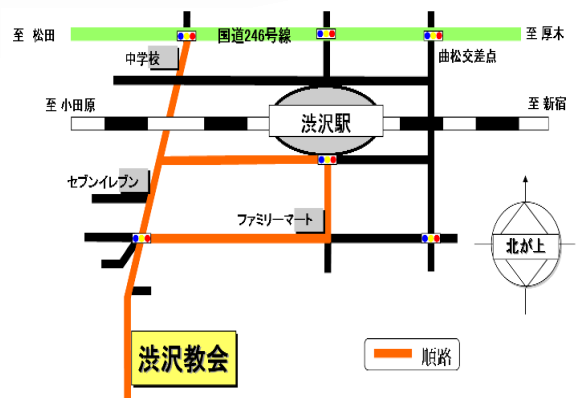 至 松田
国道246号線
至 厚木
中学校
曲松交差点
至 小田原
渋沢駅
至 新宿
セブンイレブン
ファミリーマート
北が上
渋沢教会
順路